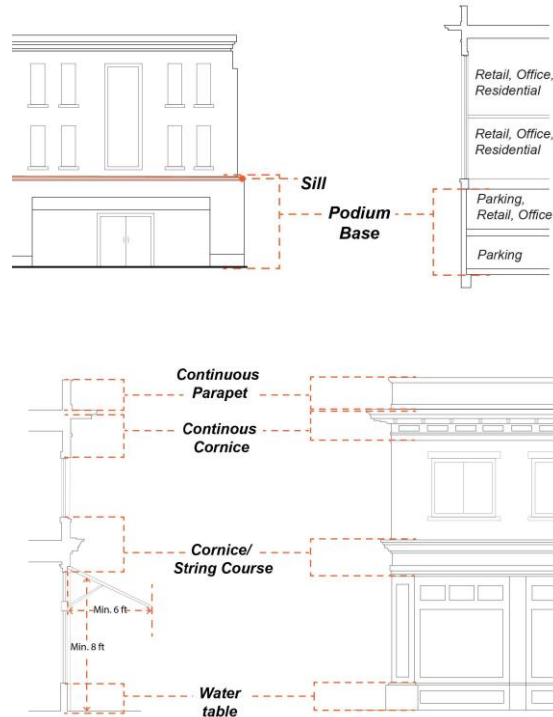 Retail, Office,
Residential
Retail, Office,
Residential
Sill
Podium
Base
Parking,
Retail, Office
Parking
Continuous
Parapet
Continous
Cornice
Cornice/
String Course
Min. 6 ft
Min. 8 ft
Water
table